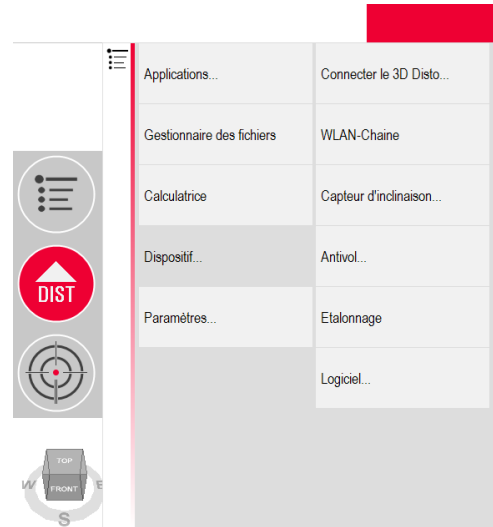 Applications...
Connecter le 3D Disto...
Gestionnaire des fichiers
WLAN-Chaine
Calculatrice
Capteur d'inclinaison...
Dispositif...
Antivol...
DIST
Paramètres...
Etalonnage
Logiciel...
TOP
W
FRONT
E
S